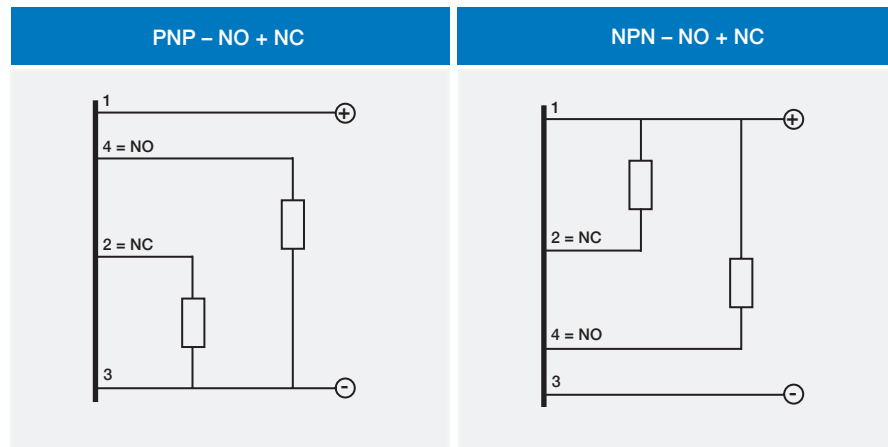 PNP – NO + NC
1
+
4 = NO
2 = NC
3
-
NPN – NO + NC
1
+
2 = NC
4 = NO
3
-